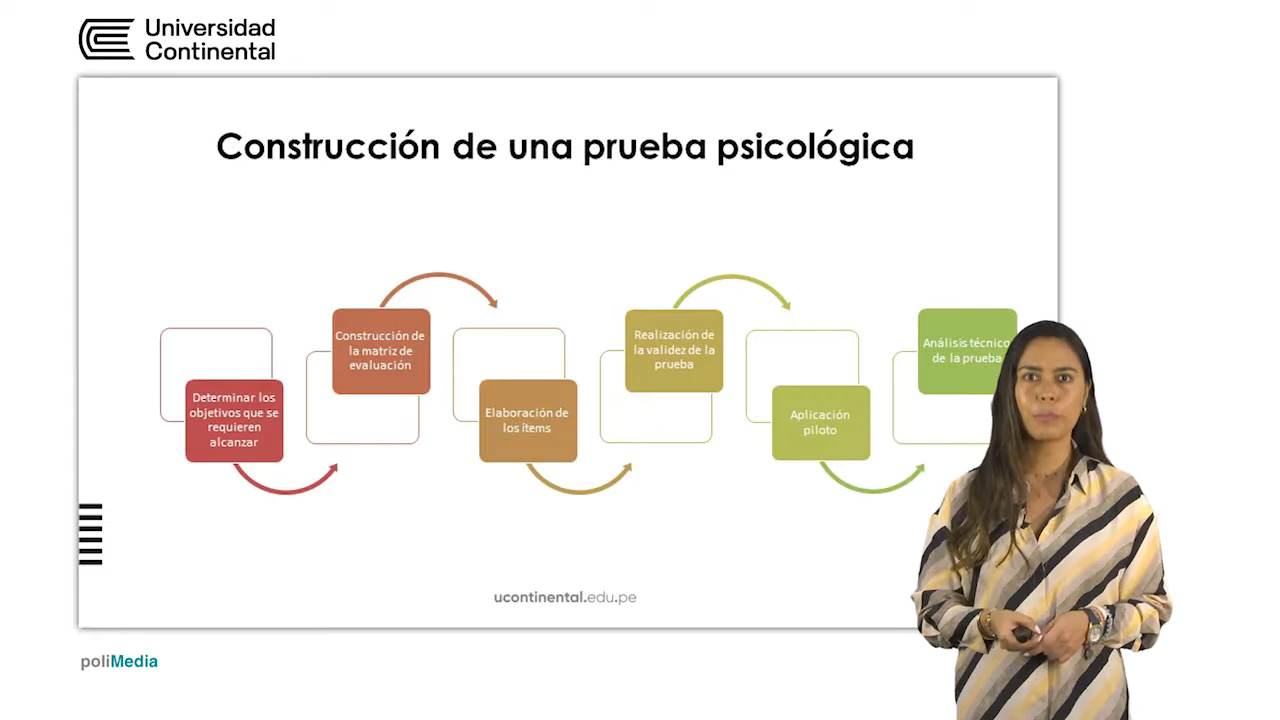 Universidad
Continental
Construcción de una prueba psicológica
Determinar los
objetivos que se
requieren
alcanzar
Construcción de
la matriz de
evaluación
Elaboración de
los ítems
Realización de
la validez de la
prueba
Aplicación
piloto
Análisis técnico
de la prueba
ucontinental.edu.pe
poliMedia